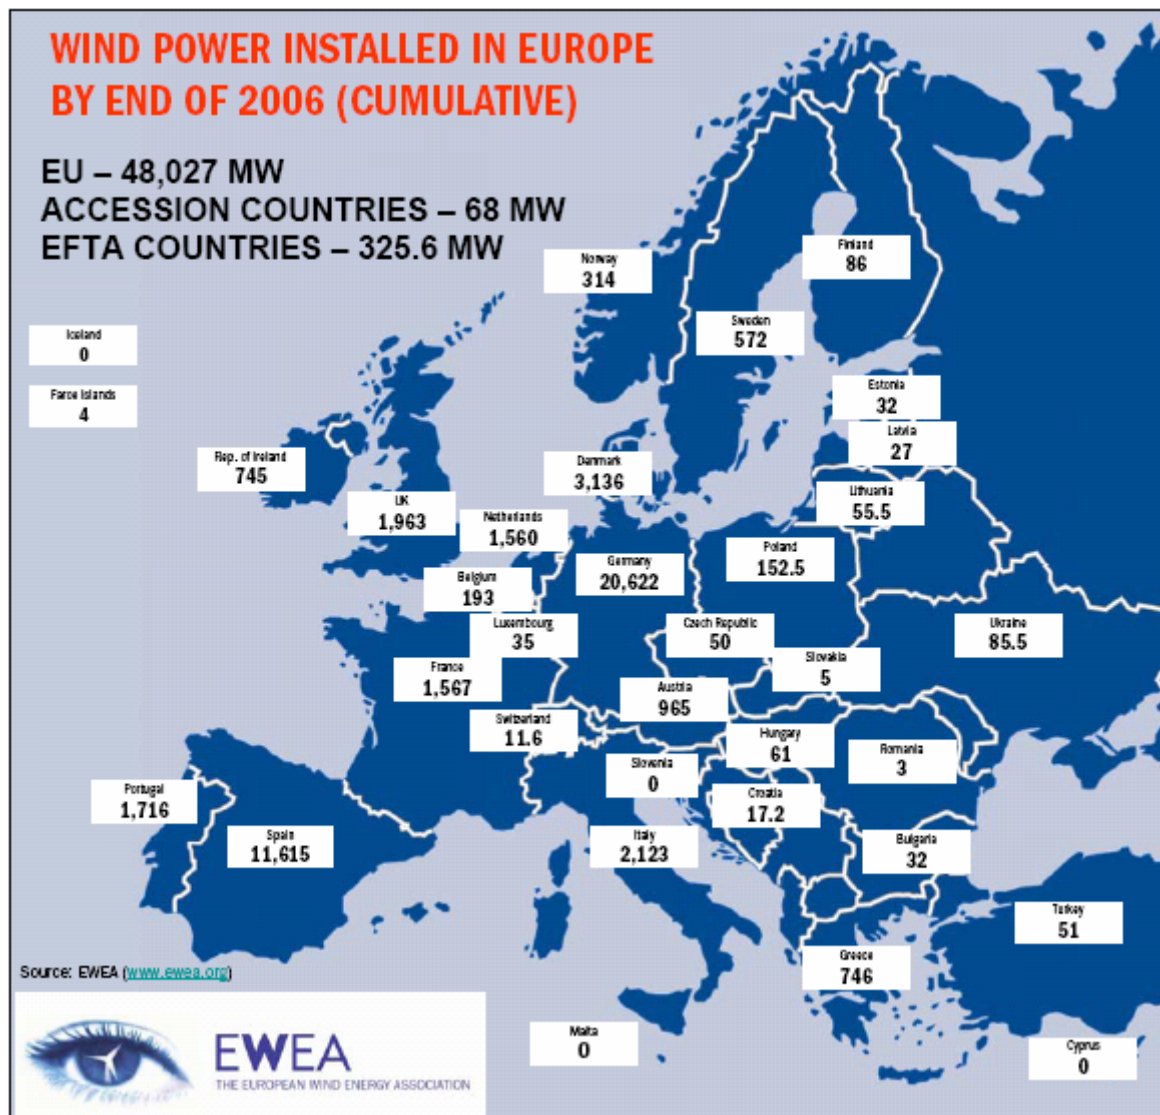 WIND POWER INSTALLED IN EUROPE
BY END OF 2006 (CUMULATIVE)
EU – 48,027 MW
ACCESSION COUNTRIES – 68 MW
EFTA COUNTRIES – 325.6 MW
Finland
86
Norway
314
Sweden
572
Iceland
0
Faroe Islands
4
Estonia
32
Latvia
27
Rep. of Ireland
745
Denmark
3,136
Lithuania
55.5
UK
1,963
Netherlands
1,560
Poland
152.5
Germany
20,622
Belgium
193
Luxembourg
35
Czech Republic
50
Ukraine
85.5
Slovakia
5
France
1,567
Austria
965
Switzerland
11.6
Hungary
61
Romania
3
Slovenia
0
Portugal
1,716
Croatia
17.2
Spain
11,615
Italy
2,123
Bulgaria
32
Turkey
51
Greece
746
Source: EWEA (www.ewea.org)
Malta
0
Cyprus
0
EWEA
THE EUROPEAN WIND ENERGY ASSOCIATION